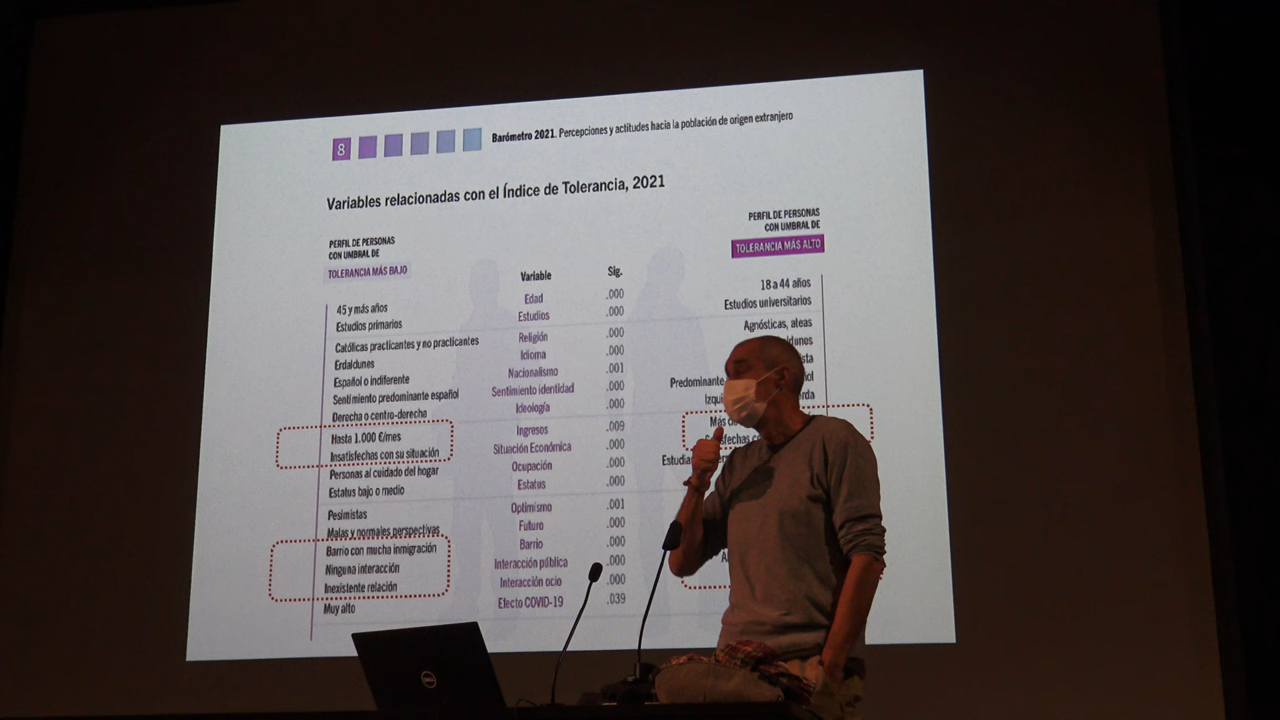 8
Barómetro 2021. Percepciones y actitudes hacia la población de origen extranjero
Variables relacionadas con el Índice de Tolerancia, 2021
PERFIL DE PERSONAS
CON UMBRAL DE
TOLERANCIA MÁS BAJO
PERFIL DE PERSONAS
CON UMBRAL DE
TOLERANCIA MÁS ALTO
Variable Sig.
45 y más años Edad .000 18 a 44 años
Estudios primarios Estudios .000 Estudios universitarios
Católicas practicantes y no practicantes Religión .000 Agnósticas, ateas
Erdaldunes Idioma .000
Español o indiferente Nacionalismo .001
Sentimiento predominante español Sentimiento identidad .000 Predominante
Derecha o centro-derecha Ideología .000
Hasta 1.000 €/mes Ingresos .009 Más
Insatisfechas con su situación Situación Económica .000
Personas al cuidado del hogar Ocupación .000
Estatus bajo o medio Estatus .000
Pesimistas Optimismo .001
Malas y normales perspectivas Futuro .000
Barrio con mucha inmigración Barrio .000
Ninguna interacción Interacción pública .000
Inexistente relación Interacción ocio .000
Muy alto Efecto COVID-19 .039
DELL